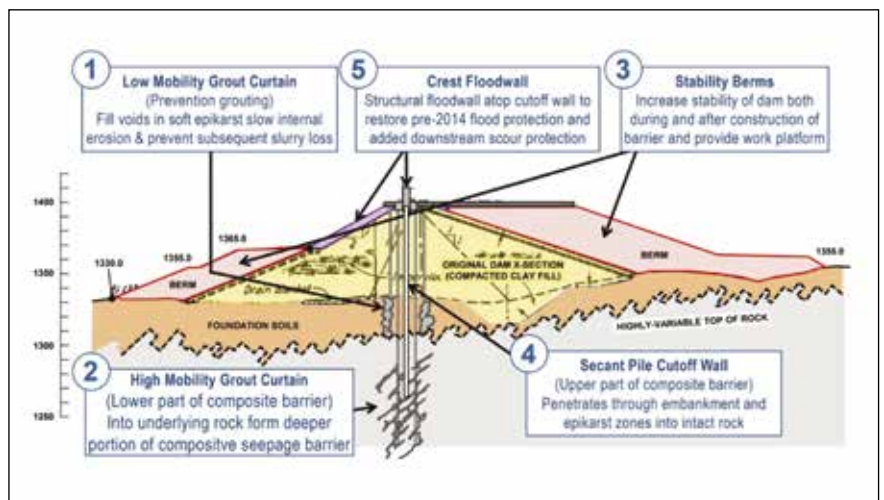 1
Low Mobility Grout Curtain
(Prevention grouting)
Fill voids in soft epikarst slow internal
erosion & prevent subsequent slurry loss
5
Crest Floodwall
Structural floodwall atop cutoff wall to
restore pre-2014 flood protection and
added downstream scour protection
3
Stability Berms
Increase stability of dam both
during and after construction of
barrier and provide work platform
1400
1350
1300
1250
1330.0
1355.0
1365.0
BERM
Drain
ORIGINAL DAM X-SECTION
(COMPACTED CLAY FILL)
BERM
1355.0
FOUNDATION SOILS
HIGHLY-VARIABLE TOP OF ROCK
2
High Mobility Grout Curtain
(Lower part of composite barrier)
Into underlying rock form deeper
portion of compositve seepage barrier
4
Secant Pile Cutoff Wall
(Upper part of composite barrier)
Penetrates through embankment and
epikarst zones into intact rock